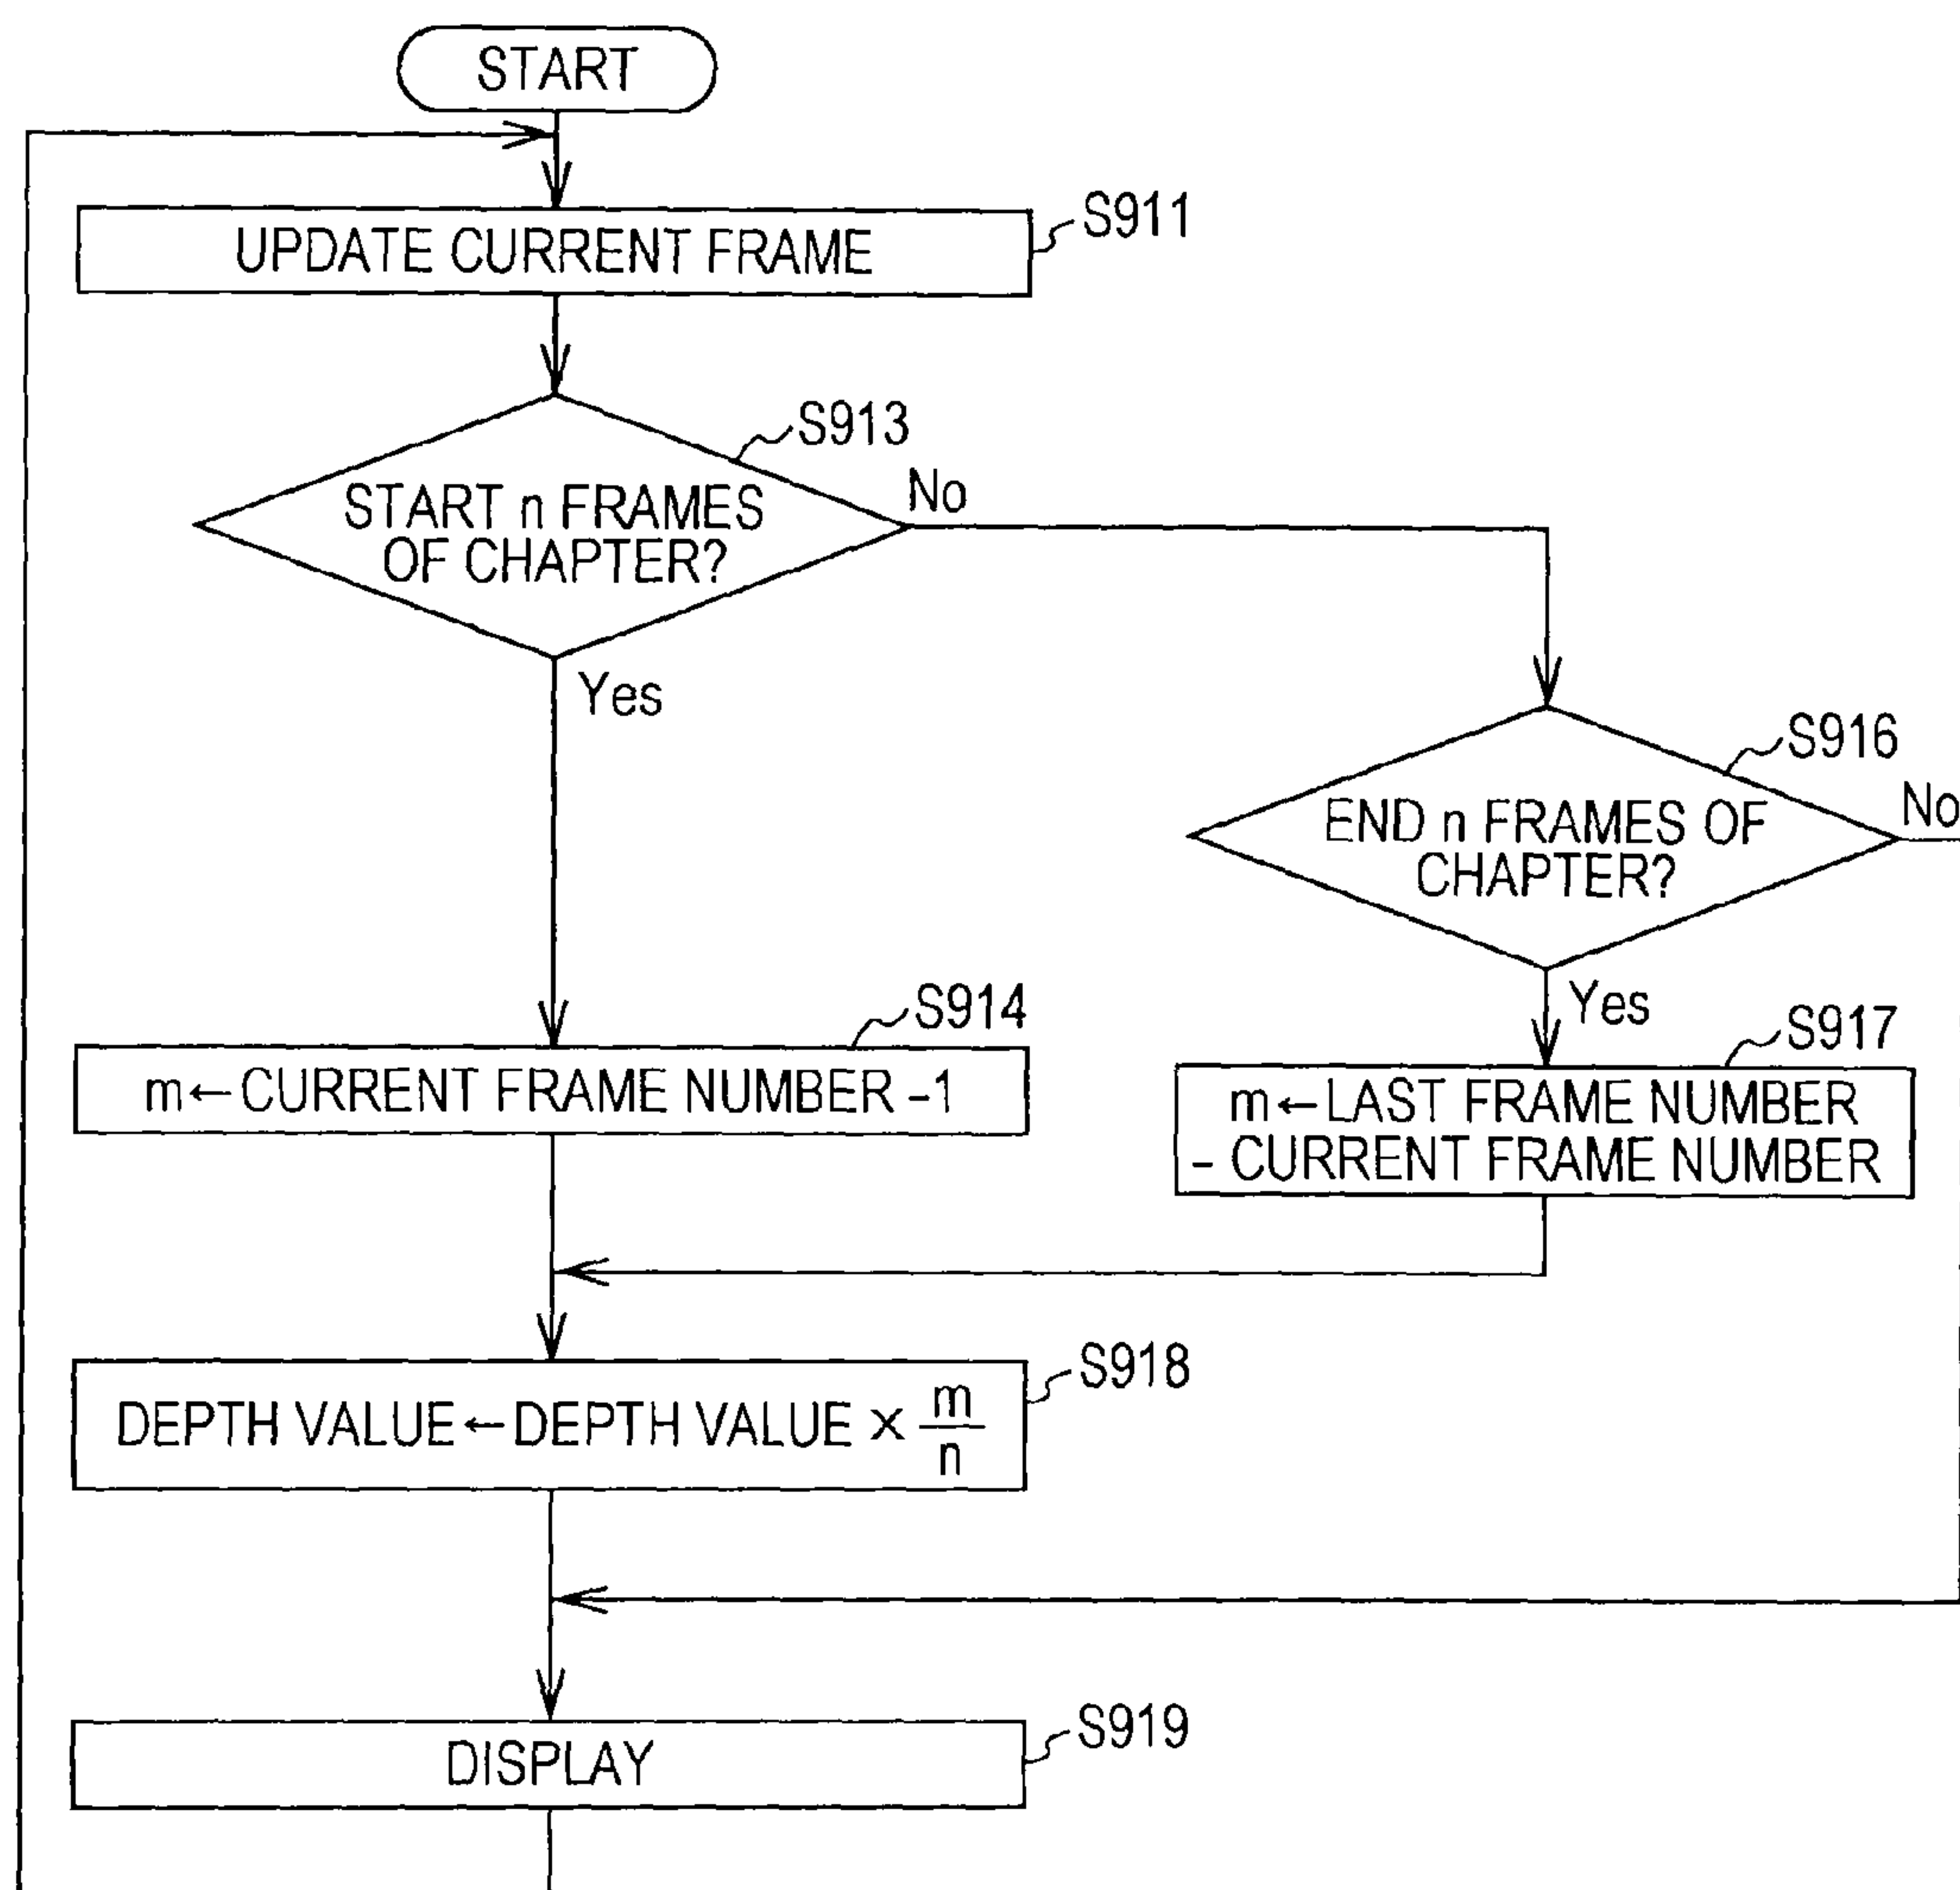 START
UPDATE CURRENT FRAME
S911
START n FRAMES
OF CHAPTER?
S913
No
Yes
END n FRAMES OF
CHAPTER?
S916
No
Yes
m←CURRENT FRAME NUMBER -1
S914
m←LAST FRAME NUMBER
- CURRENT FRAME NUMBER
S917
DEPTH VALUE←DEPTH VALUE × m/n
S918
DISPLAY
S919